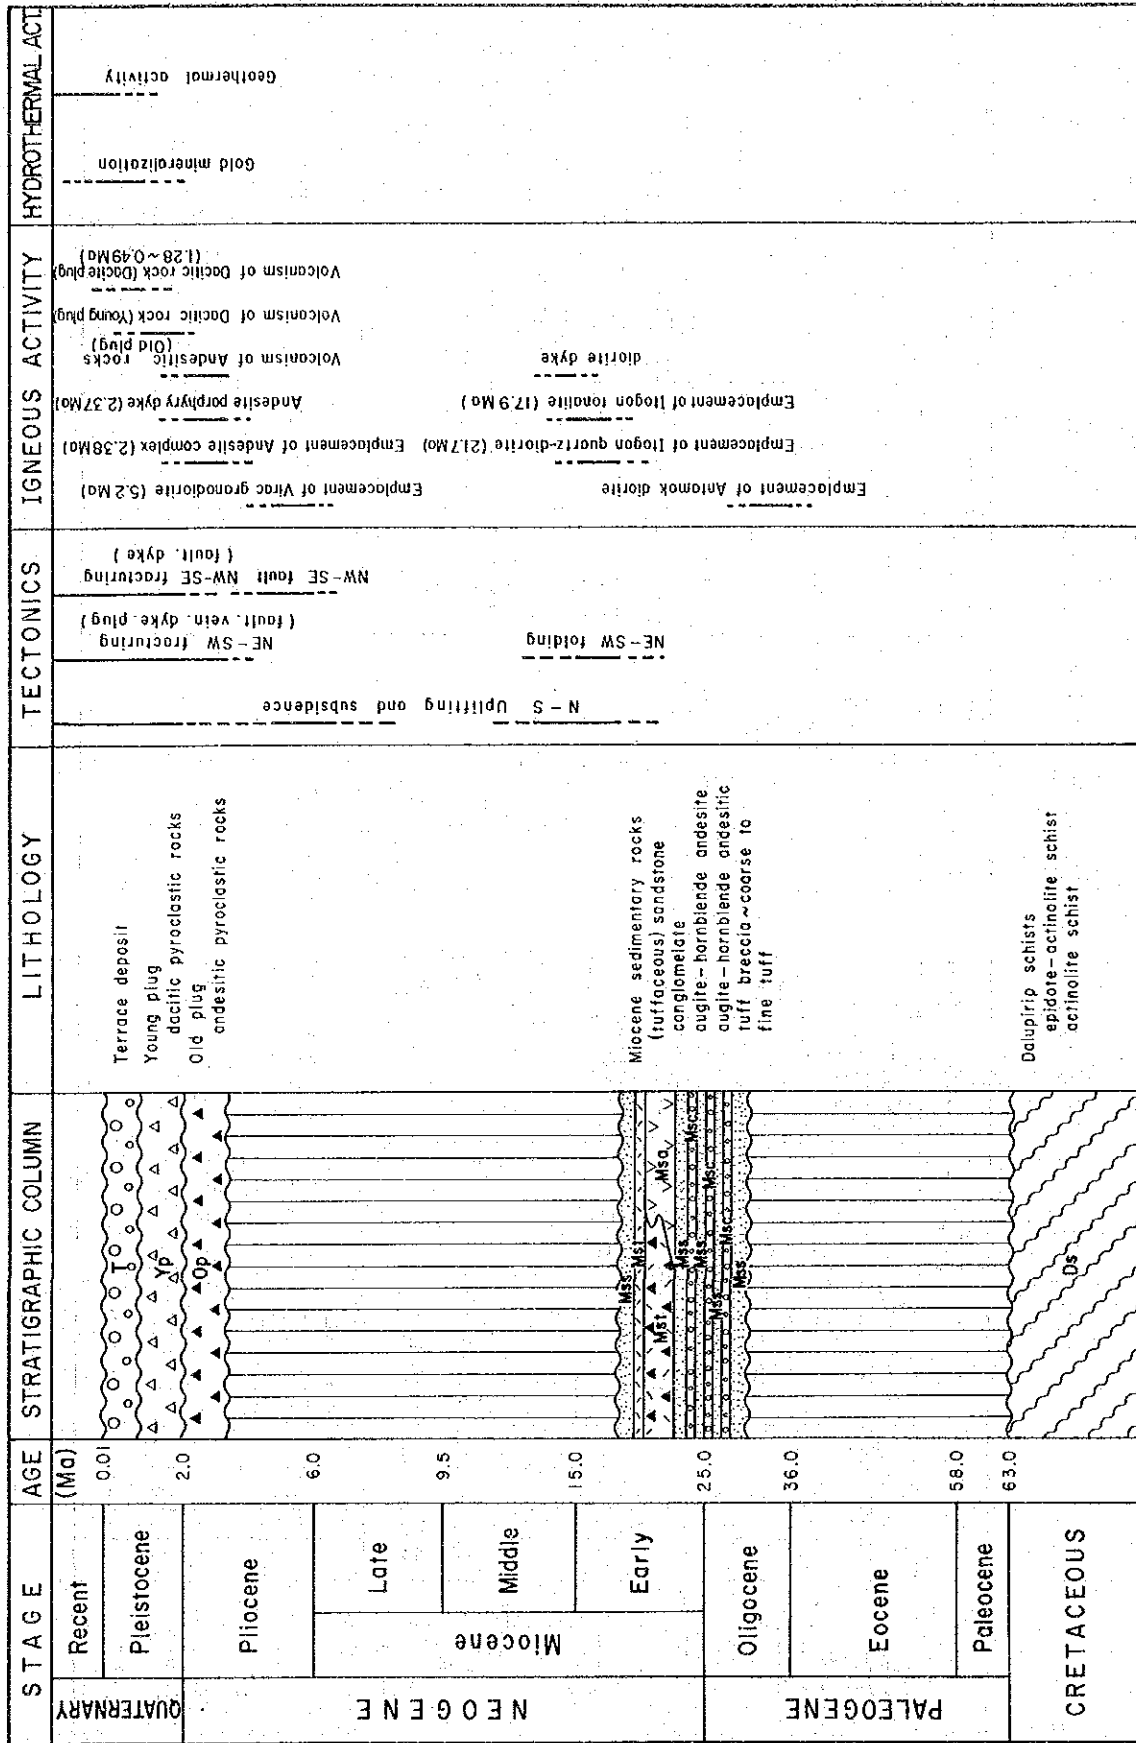 STAGE
AGE
STRATIGRAPHIC COLUMN
LITHOLOGY
TECTONICS
IGNEOUS ACTIVITY
HYDROTHERMAL ACT.
(Ma)
QUATERNARY
Recent
Pleistocene
NEOGENE
Pliocene
Miocene
Late
Middle
Early
PALEOGENE
Oligocene
Eocene
Paleocene
CRETACEOUS
0.01
2.0
6.0
9.5
15.0
25.0
36.0
58.0
63.0
T
Yp
Op
Mss
Mst
Mst
Msa
Mss
Msc
Mss
Msc
Mss
Msc
Mss
Ds
Terrace deposit
Young plug
dacitic pyroclastic rocks
Old plug
andesitic pyroclastic rocks
Miocene sedimentary rocks
(tuffaceous) sandstone
conglomelate
augite-hornblende andesite
augite-hornblende andesitic
tuff breccia~coarse to
fine tuff
Dalupirip schists
epidote-actinolite schist
actinolite schist
N-S Uplifting and subsidence
NE-SW fracturing
(fault. vein. dyke. plug)
NE-SW folding
NW-SE fault NW-SE fracturing
(fault. dyke)
Emplacement of Virac granodiorite (5.2Ma)
Emplacement of Antamok diorite
Emplacement of Andesite complex (2.38Ma)
Emplacement of Itogon quartz-diorite (21.7Ma)
Andesite porphyry dyke (2.37Ma)
Emplacement of Itogon tonalite (17.9Ma)
Volcanism of Andesitic rocks
(Old plug)
diorite dyke
Volcanism of Dacitic rock (Young plug)
Volcanism of Dacitic rock (Dacite plug)
(1.28~0.49Ma)
Gold mineralization
Geothermal activity